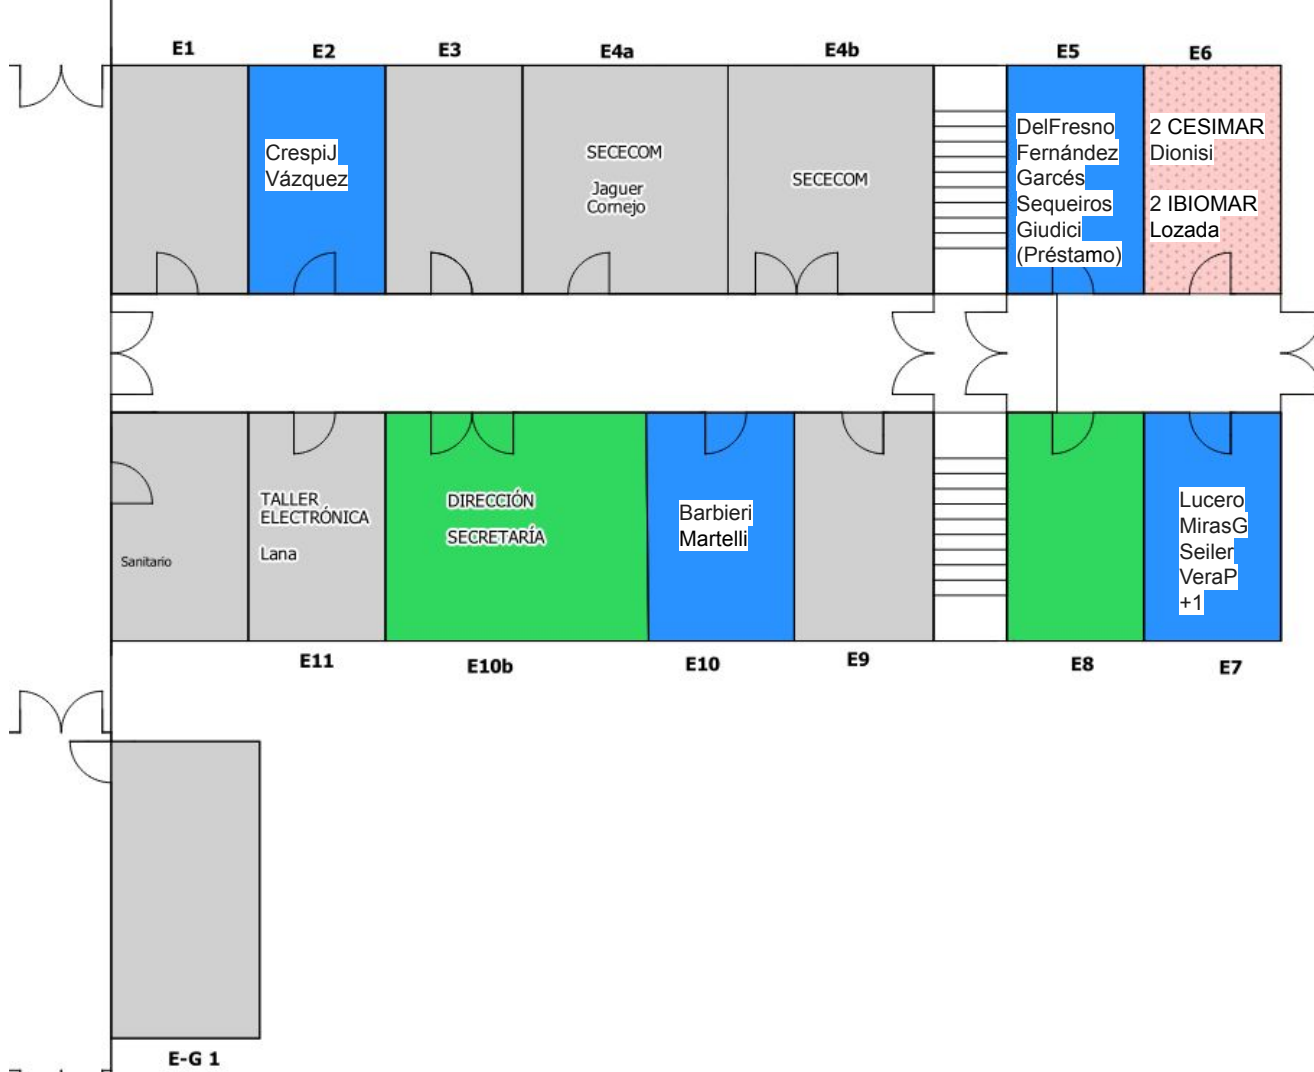 E1
E2
E3
E4a
E4b
E5
E6
CrespiJ
Vázquez
SECECOM
Jaguer
Cornejo
SECECOM
DelFresno
Fernández
Garcés
Sequeiros
Giudici
(Préstamo)
2 CESIMAR
Dionisi
2 IBIOMAR
Lozada
Sanitario
TALLER
ELECTRÓNICA
Lana
DIRECCIÓN
SECRETARÍA
Barbieri
Martelli
Lucero
MirasG
Seiler
VeraP
+1
E11
E10b
E10
E9
E8
E7
E-G 1